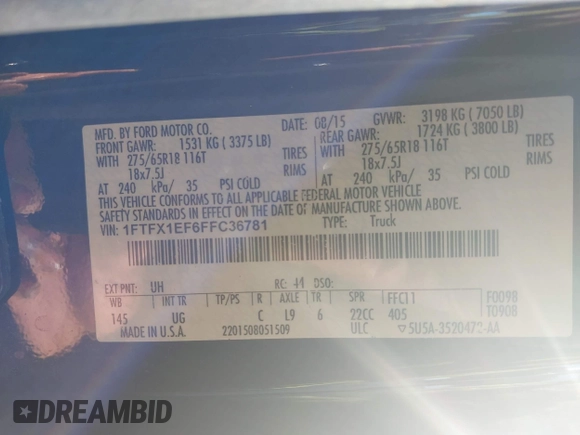 MFD. BY FORD MOTOR CO.
DATE: 08/15 GVWR: 3198 KG ( 7050 LB)
FRONT GAWR: 1531 KG ( 3375 LB) REAR GAWR: 1724 KG ( 3800 LB)
WITH 275/65R18 116T TIRES WITH 275/65R18 116T TIRES
18x7.5J RIMS 18x7.5J RIMS
AT 240 kPa/ 35 PSI COLD AT 240 kPa/ 35 PSI COLD
THIS VEHICLE CONFORMS TO ALL APPLICABLE FEDERAL MOTOR VEHICLE
SAFETY STANDARDS IN EFFECT ON THE DATE OF MANUFACTURE SHOWN ABOVE.
VIN: 1FTFX1EF6FFC36781 TYPE: Truck
EXT PNT: UH RC: 44 DSO:
WB INT TR TP/PS R AXLE TR SPR FFC11 F0098
145 UG C L9 6 22CC 405 T0908
MADE IN U.S.A. 2201508051509 ULC ▽5U5A-3520472-AA
DREAMBID